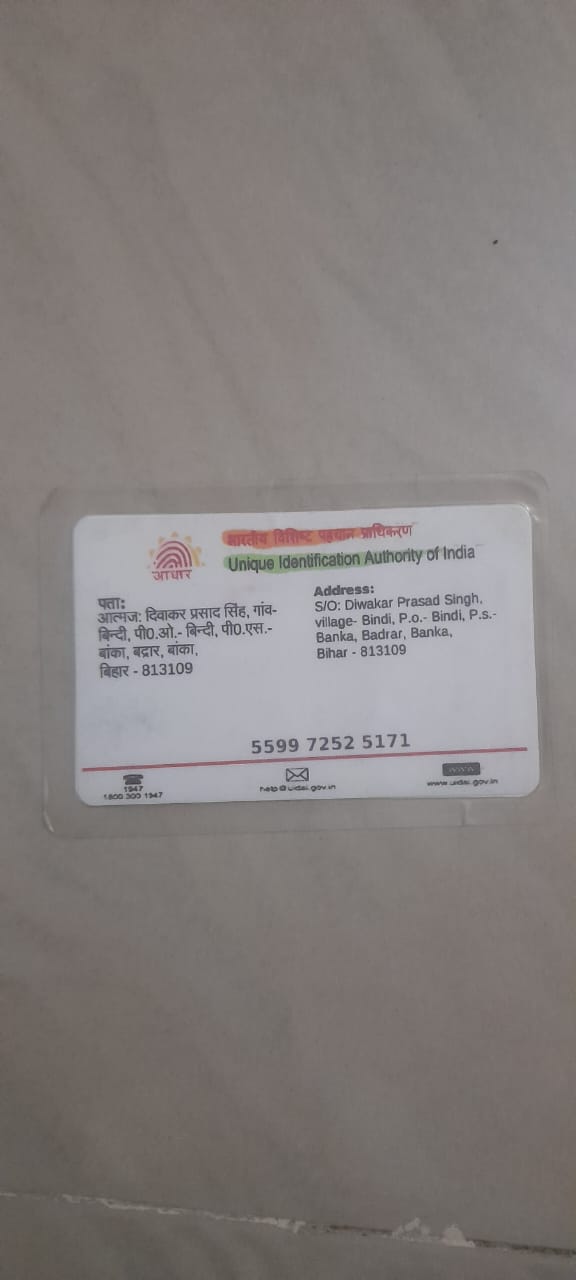 भारतीय विशिष्ट पहचान प्राधिकरण
Unique Identification Authority of India
आधार
पता:
आत्मज: दिवाकर प्रसाद सिंह, गांव-
बिन्दी, पी0.ओ.- बिन्दी, पी0.एस.-
बांका, बद्रार, बांका,
बिहार - 813109
Address:
S/O: Diwakar Prasad Singh,
village- Bindi, P.o.- Bindi, P.s.-
Banka, Badrar, Banka,
Bihar - 813109
5599 7252 5171
1947
1800 300 1947
help@uidai.gov.in
www
www.uidai.gov.in